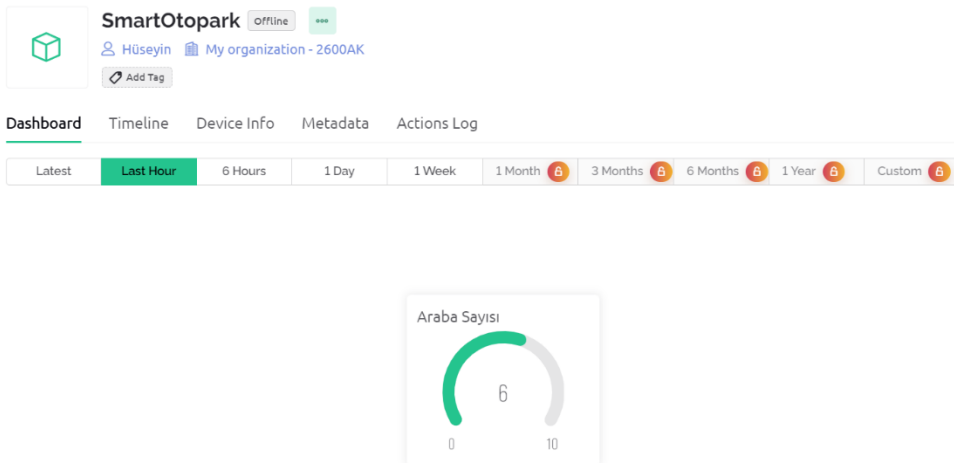 SmartOtopark Offline
Hüseyin My organization - 2600AK
Add Tag
Dashboard Timeline Device Info Metadata Actions Log
Latest Last Hour 6 Hours 1 Day 1 Week 1 Month 3 Months 6 Months 1 Year Custom
Araba Sayısı
6
0 10